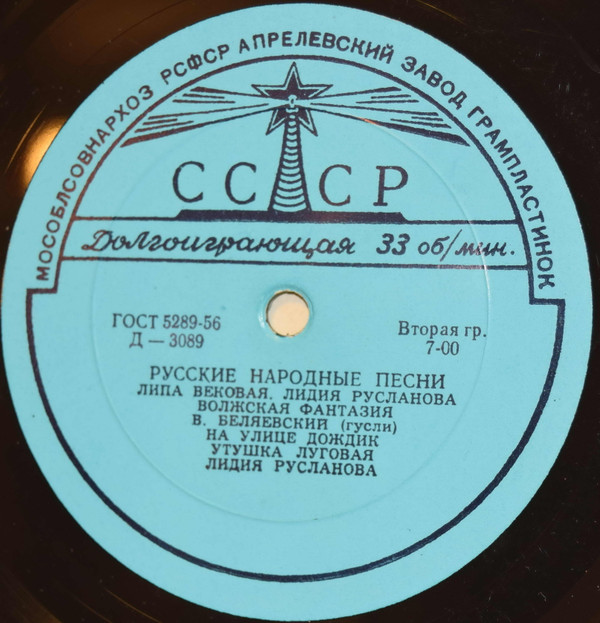 МОСОБЛСОВНАРХОЗ РСФСР АПРЕЛЕВСКИЙ ЗАВОД ГРАМПЛАСТИНОК
СССР
Долгоиграющая 33 об/мин.
ГОСТ 5289-56
Д — 3089
Вторая гр.
7-00
РУССКИЕ НАРОДНЫЕ ПЕСНИ
ЛИПА ВЕКОВАЯ. ЛИДИЯ РУСЛАНОВА
ВОЛЖСКАЯ ФАНТАЗИЯ
В. БЕЛЯЕВСКИЙ (гусли)
НА УЛИЦЕ ДОЖДИК
УТУШКА ЛУГОВАЯ
ЛИДИЯ РУСЛАНОВА